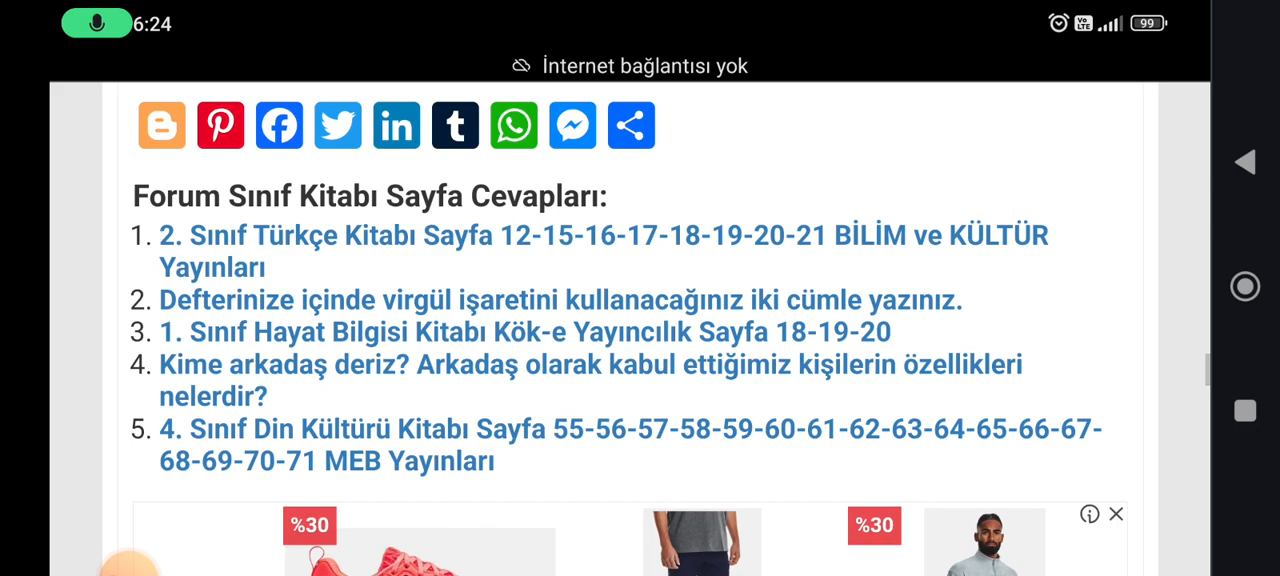 6:24
Vo LTE
99
İnternet bağlantısı yok
Forum Sınıf Kitabı Sayfa Cevapları:
1. 2. Sınıf Türkçe Kitabı Sayfa 12-15-16-17-18-19-20-21 BİLİM ve KÜLTÜR
Yayınları
2. Defterinize içinde virgül işaretini kullanacağınız iki cümle yazınız.
3. 1. Sınıf Hayat Bilgisi Kitabı Kök-e Yayıncılık Sayfa 18-19-20
4. Kime arkadaş deriz? Arkadaş olarak kabul ettiğimiz kişilerin özellikleri
nelerdir?
5. 4. Sınıf Din Kültürü Kitabı Sayfa 55-56-57-58-59-60-61-62-63-64-65-66-67-
68-69-70-71 MEB Yayınları
%30 %30